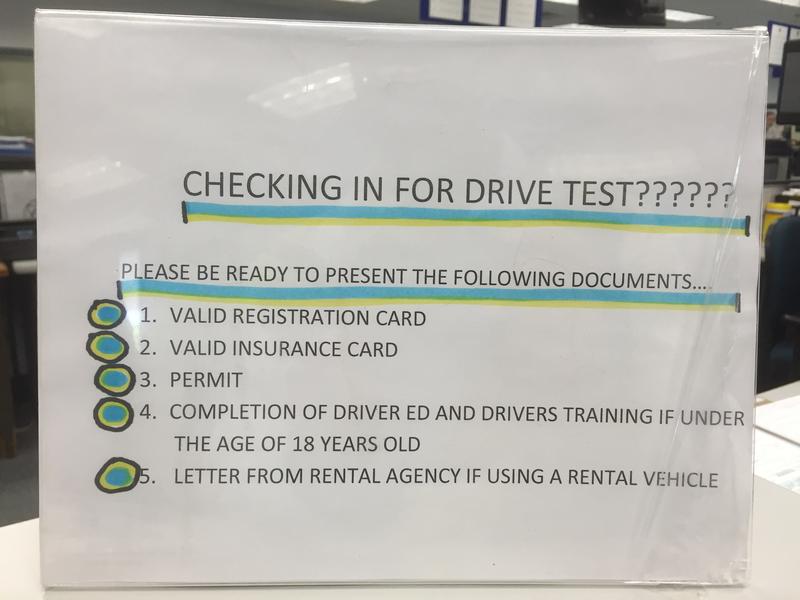 CHECKING IN FOR DRIVE TEST??????
PLEASE BE READY TO PRESENT THE FOLLOWING DOCUMENTS....
1. VALID REGISTRATION CARD
2. VALID INSURANCE CARD
3. PERMIT
4. COMPLETION OF DRIVER ED AND DRIVERS TRAINING IF UNDER
THE AGE OF 18 YEARS OLD
5. LETTER FROM RENTAL AGENCY IF USING A RENTAL VEHICLE